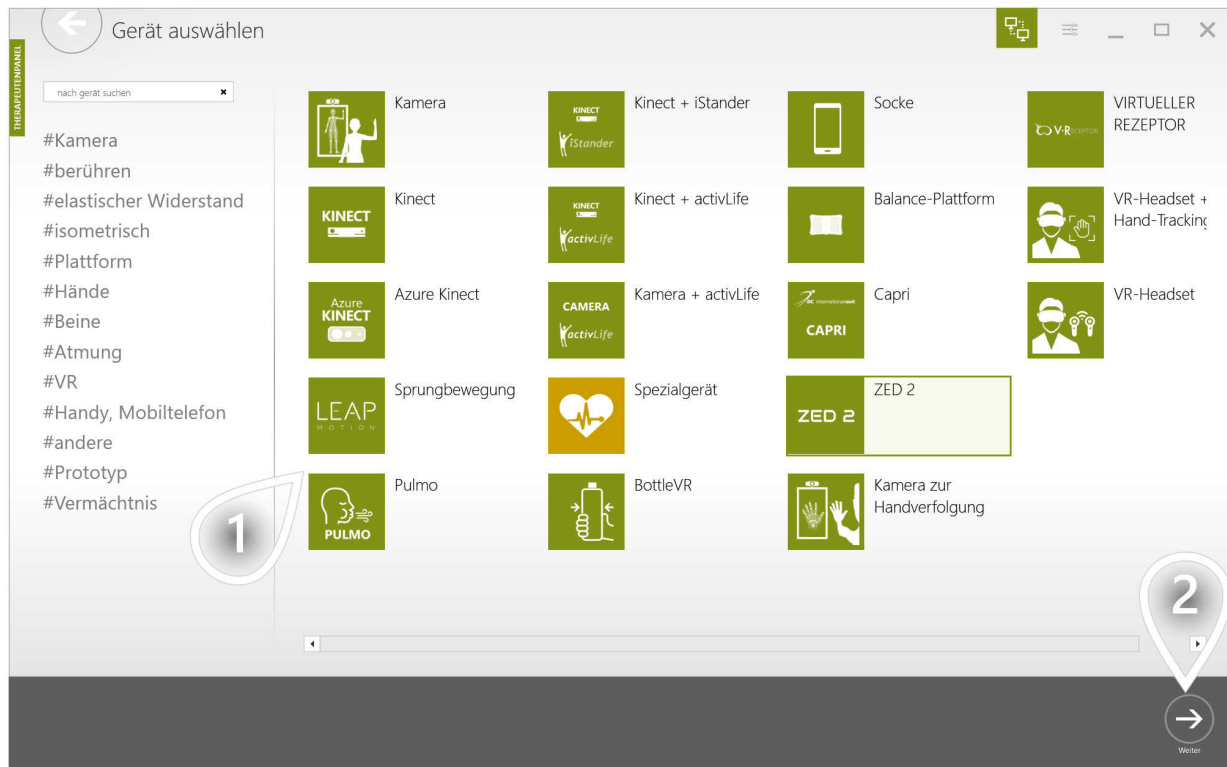 Gerät auswählen
THERAPEUTENPANEL
nach gerät suchen
#Kamera
#berühren
#elastischer Widerstand
#isometrisch
#Plattform
#Hände
#Beine
#Atmung
#VR
#Handy, Mobiltelefon
#andere
#Prototyp
#Vermächtnis
1
Kamera
KINECT
iStander
Kinect + iStander
Socke
V-RECEPTOR
VIRTUELLER
REZEPTOR
KINECT
Kinect
KINECT
activLife
Kinect + activLife
Balance-Plattform
VR-Headset +
Hand-Tracking
Azure
KINECT
Azure Kinect
CAMERA
activLife
Kamera + activLife
CAPRI
Capri
VR-Headset
LEAP
MOTION
Sprungbewegung
Spezialgerät
ZED 2
ZED 2
PULMO
Pulmo
BottleVR
Kamera zur
Handverfolgung
2
Weiter